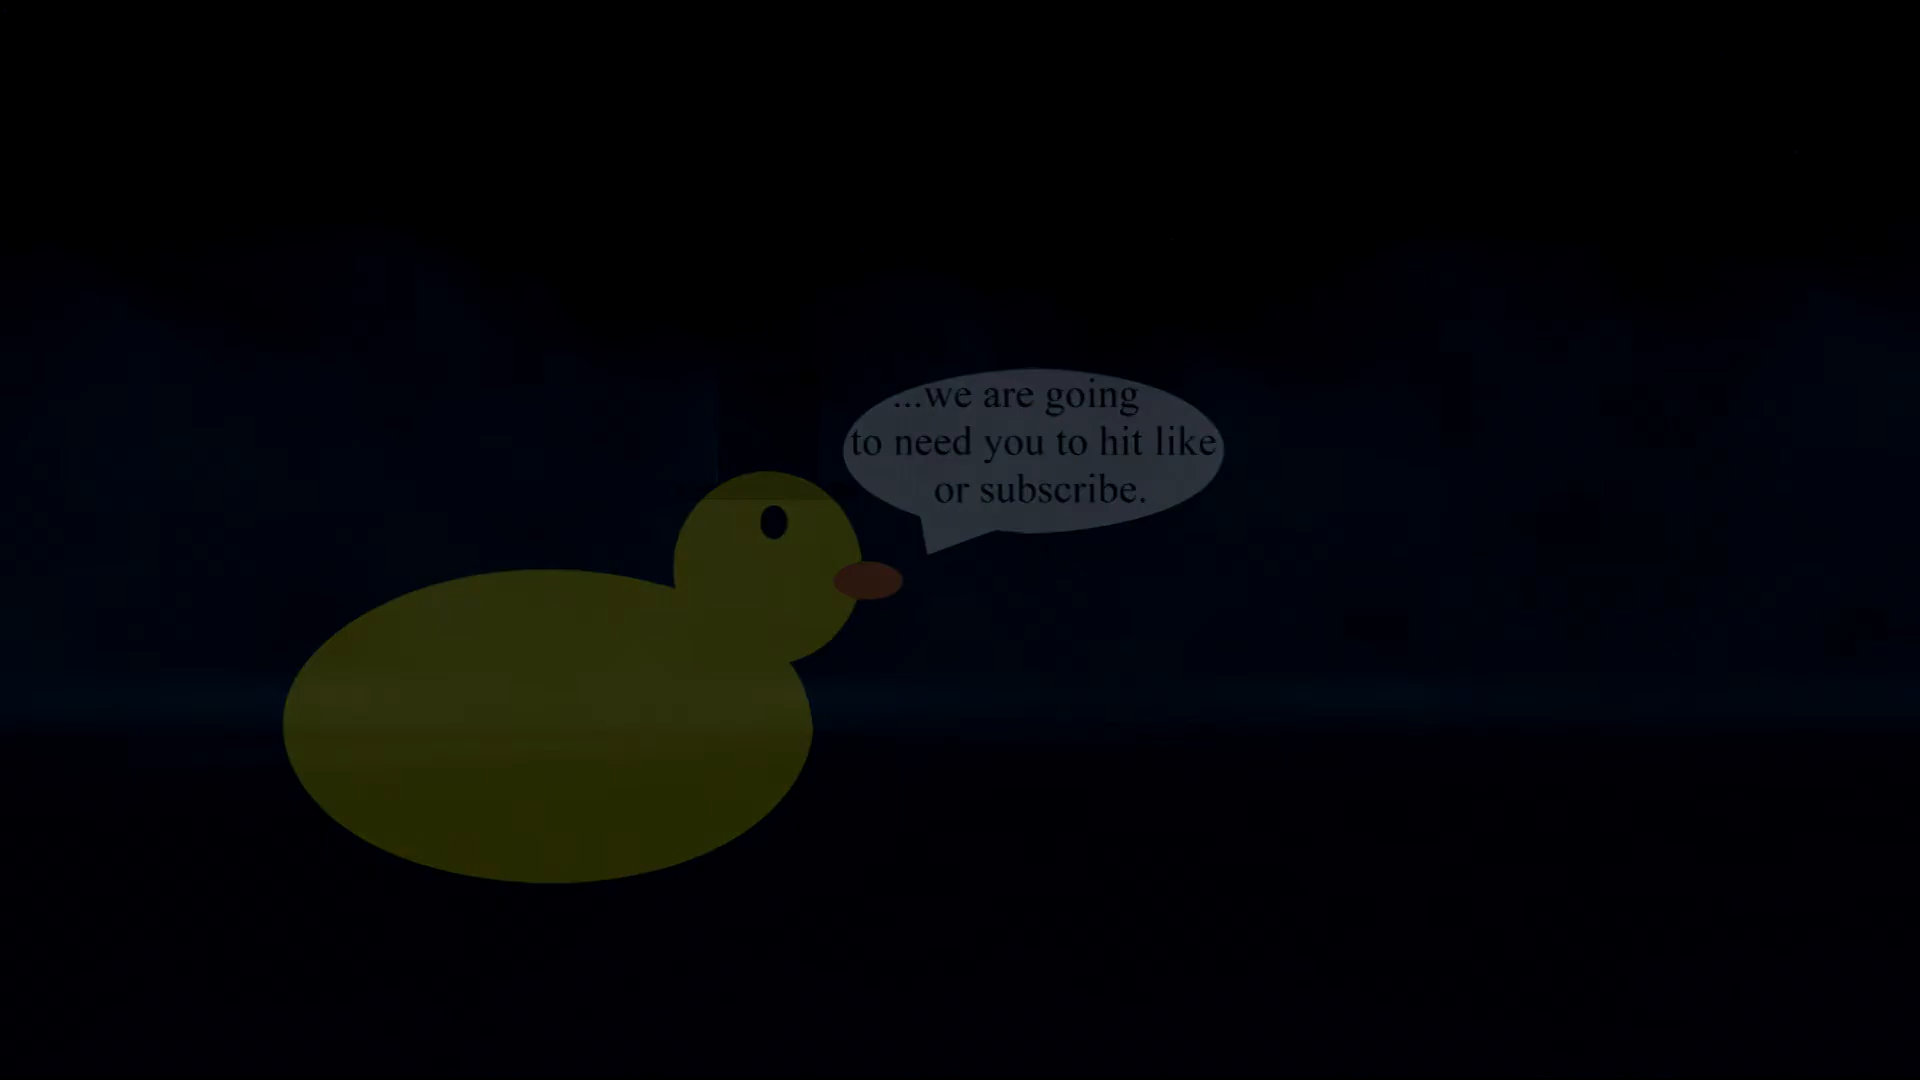 ...we are going
to need you to hit like
or subscribe.